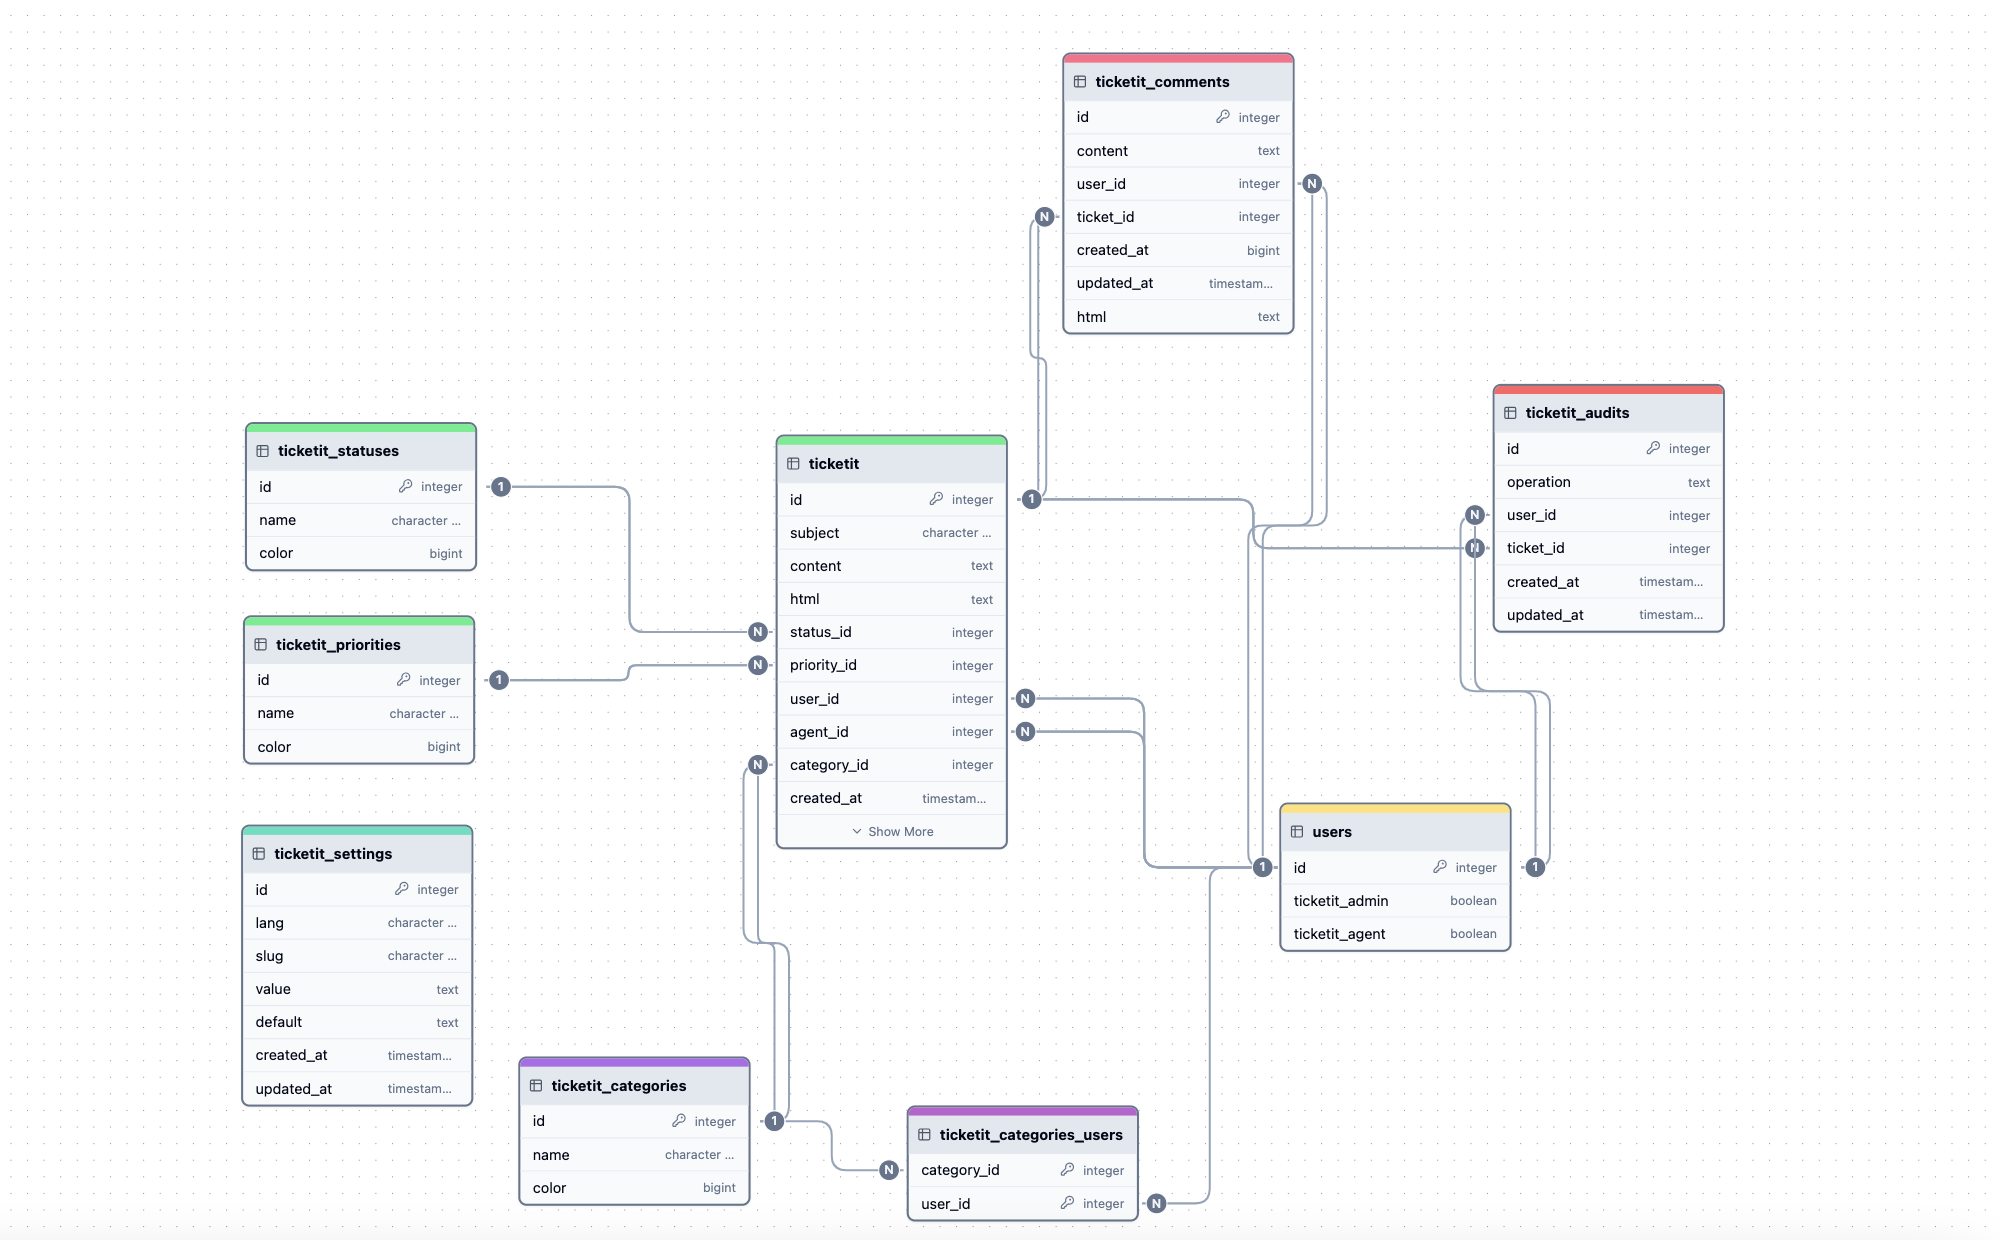 ticketit_comments
id integer
content text
user_id integer
N
N
ticket_id integer
created_at bigint
updated_at timestam...
html text
ticketit_audits
id integer
operation text
N
user_id integer
N
ticket_id integer
created_at timestam...
updated_at timestam...
ticketit_statuses
id integer
1
name character ...
color bigint
ticketit
id integer
1
subject character ...
content text
html text
N
status_id integer
N
priority_id integer
user_id integer
N
agent_id integer
N
N
category_id integer
created_at timestam...
Show More
ticketit_priorities
id integer
1
name character ...
color bigint
users
1
id integer
1
ticketit_admin boolean
ticketit_agent boolean
ticketit_settings
id integer
lang character ...
slug character ...
value text
default text
created_at timestam...
updated_at timestam...
ticketit_categories
id integer
1
name character ...
color bigint
ticketit_categories_users
N
category_id integer
user_id integer
N